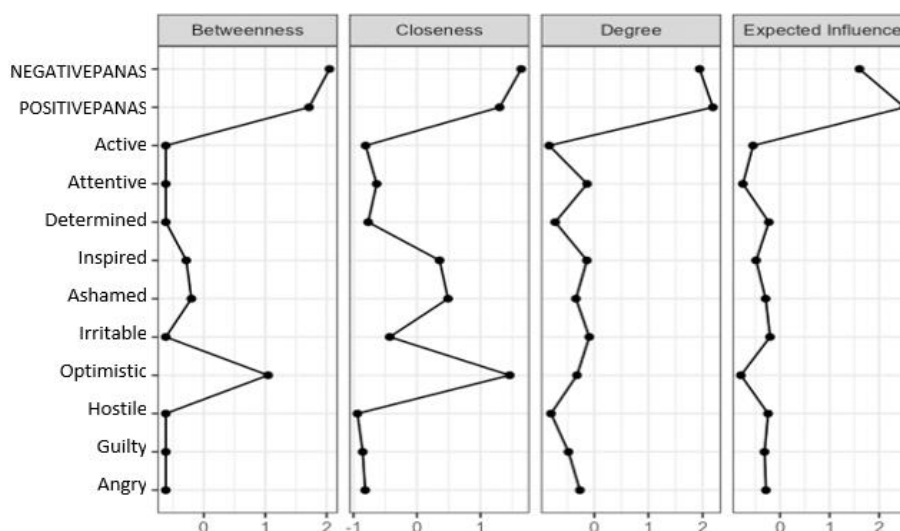 Betweenness Closeness Degree Expected Influence
NEGATIVEPANAS
POSITIVEPANAS
Active
Attentive
Determined
Inspired
Ashamed
Irritable
Optimistic
Hostile
Guilty
Angry
0 1 2 -1 0 1 0 1 2 0 1 2